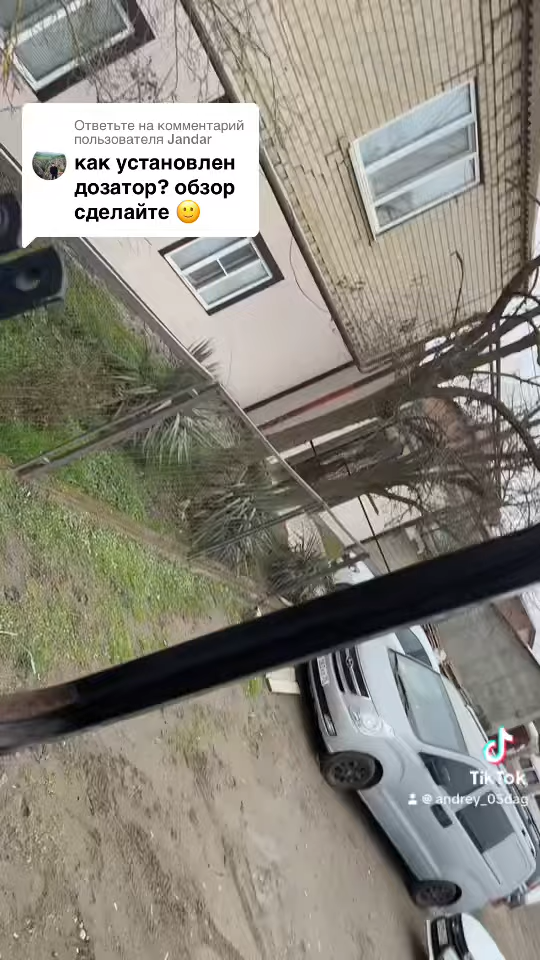 Ответьте на комментарий
пользователя Jandar
как установлен
дозатор? обзор
сделайте 🙂
TikTok
@andrey_05dag